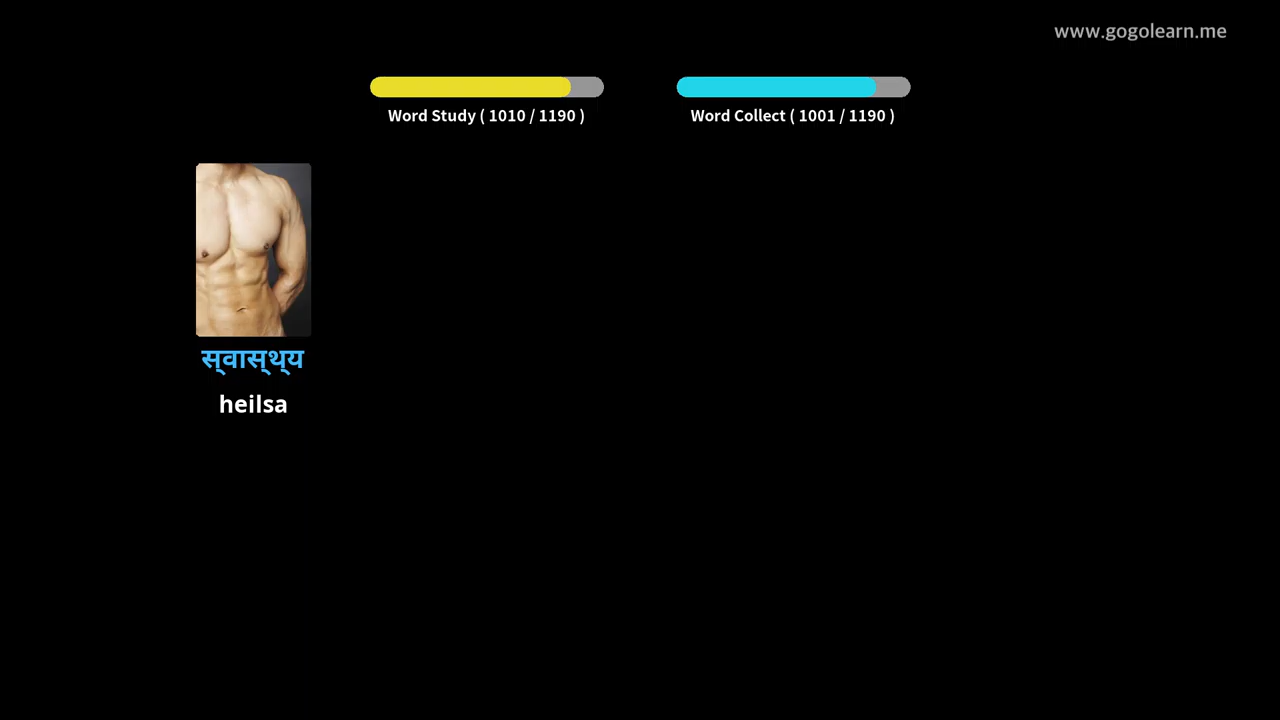 www.gogolearn.me
Word Study ( 1010 / 1190 )
Word Collect ( 1001 / 1190 )
स्वास्थ्य
heilsa